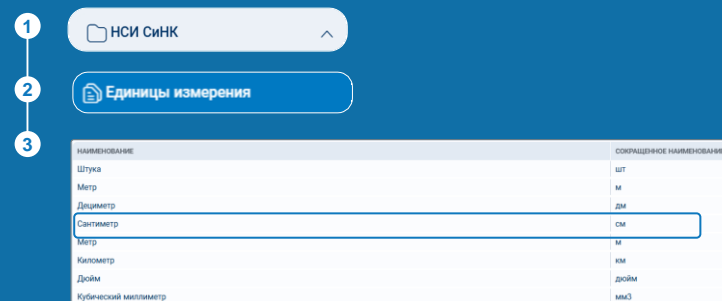 1 НСИ СиНК
2 Единицы измерения
3
НАИМЕНОВАНИЕ СОКРАЩЕННОЕ НАИМЕНОВАНИЕ
Штука шт
Метр м
Дециметр дм
Сантиметр см
Метр м
Километр км
Дюйм дюйм
Кубический миллиметр мм3